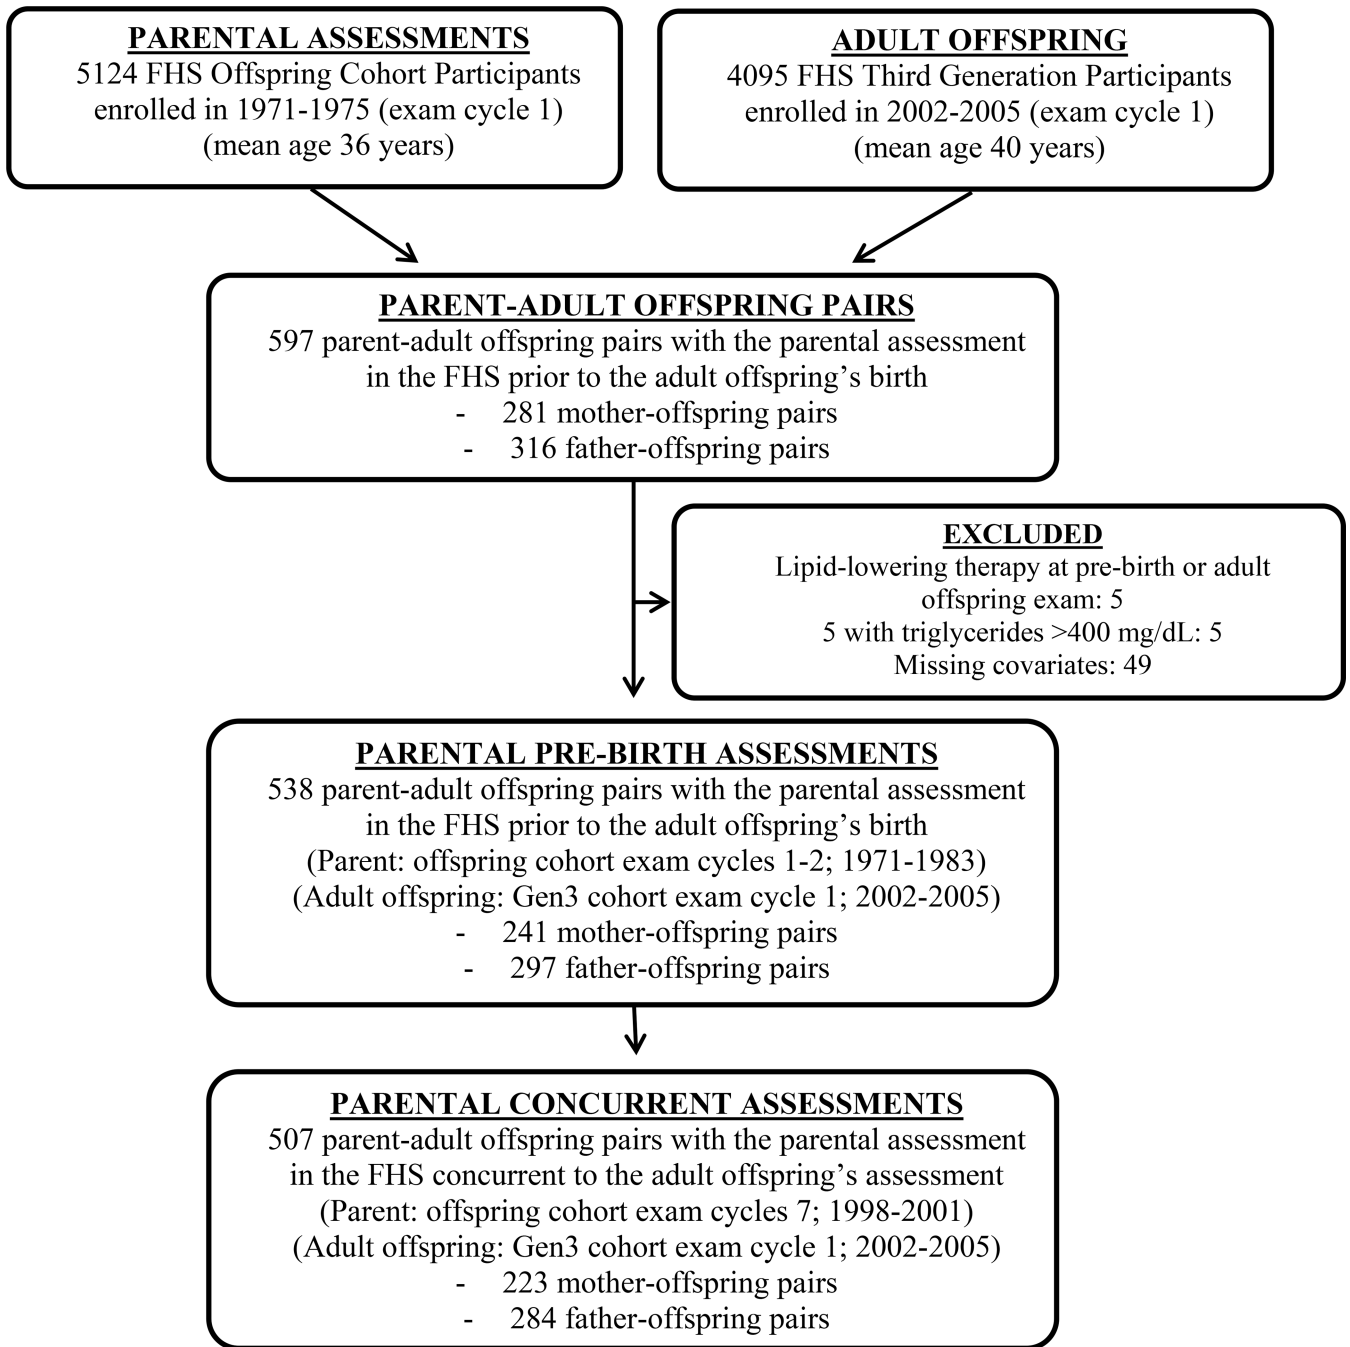 PARENTAL ASSESSMENTS
5124 FHS Offspring Cohort Participants
enrolled in 1971-1975 (exam cycle 1)
(mean age 36 years)
ADULT OFFSPRING
4095 FHS Third Generation Participants
enrolled in 2002-2005 (exam cycle 1)
(mean age 40 years)
PARENT-ADULT OFFSPRING PAIRS
597 parent-adult offspring pairs with the parental assessment
in the FHS prior to the adult offspring’s birth
- 281 mother-offspring pairs
- 316 father-offspring pairs
EXCLUDED
Lipid-lowering therapy at pre-birth or adult
offspring exam: 5
5 with triglycerides >400 mg/dL: 5
Missing covariates: 49
PARENTAL PRE-BIRTH ASSESSMENTS
538 parent-adult offspring pairs with the parental assessment
in the FHS prior to the adult offspring’s birth
(Parent: offspring cohort exam cycles 1-2; 1971-1983)
(Adult offspring: Gen3 cohort exam cycle 1; 2002-2005)
- 241 mother-offspring pairs
- 297 father-offspring pairs
PARENTAL CONCURRENT ASSESSMENTS
507 parent-adult offspring pairs with the parental assessment
in the FHS concurrent to the adult offspring’s assessment
(Parent: offspring cohort exam cycles 7; 1998-2001)
(Adult offspring: Gen3 cohort exam cycle 1; 2002-2005)
- 223 mother-offspring pairs
- 284 father-offspring pairs